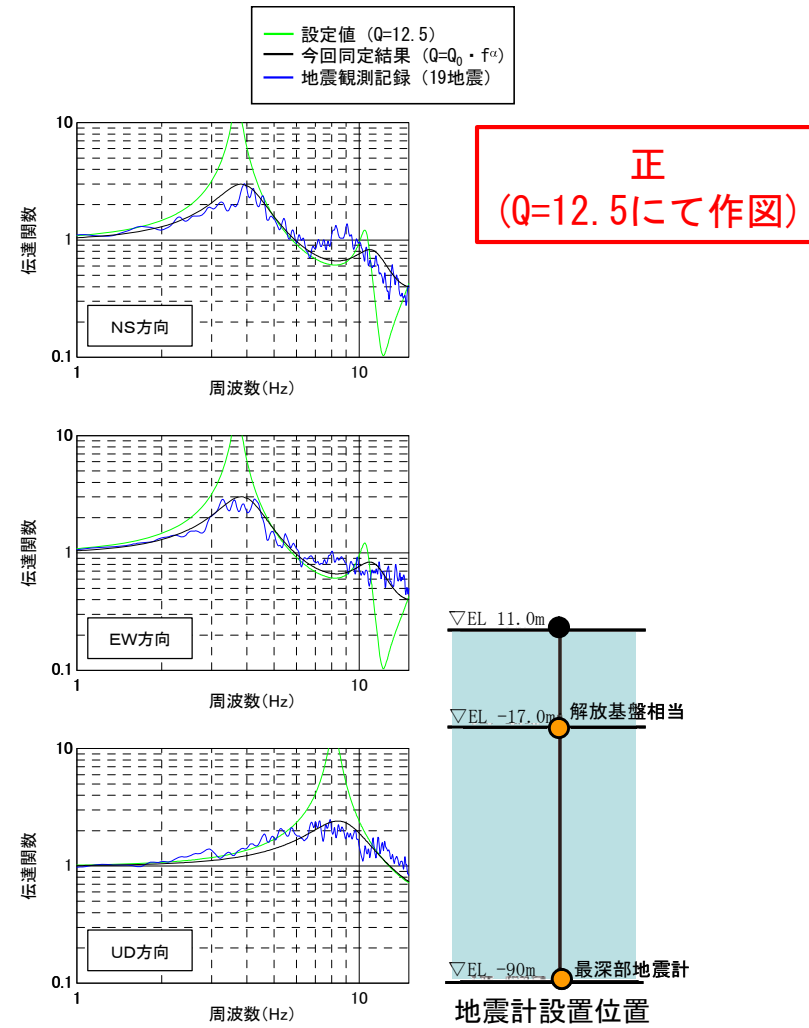 設定値（Q=12.5）
今回同定結果（Q=Q₀・fᵅ）
地震観測記録（19地震）
正
(Q=12.5にて作図)
10
1
0.1
伝達関数
NS方向
1
10
周波数(Hz)
10
1
0.1
伝達関数
EW方向
1
10
周波数(Hz)
10
1
0.1
伝達関数
UD方向
1
10
周波数(Hz)
▽EL 11.0m
▽EL -17.0m
解放基盤相当
▽EL -90m
最深部地震計
地震計設置位置